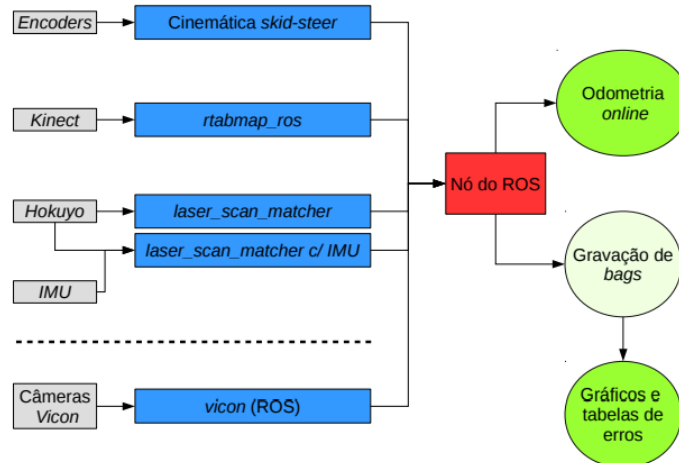 Encoders
Cinemática skid-steer
Kinect
rtabmap_ros
Hokuyo
laser_scan_matcher
laser_scan_matcher c/ IMU
IMU
Câmeras
Vicon
vicon (ROS)
Nó do ROS
Odometria
online
Gravação de
bags
Gráficos e
tabelas de
erros